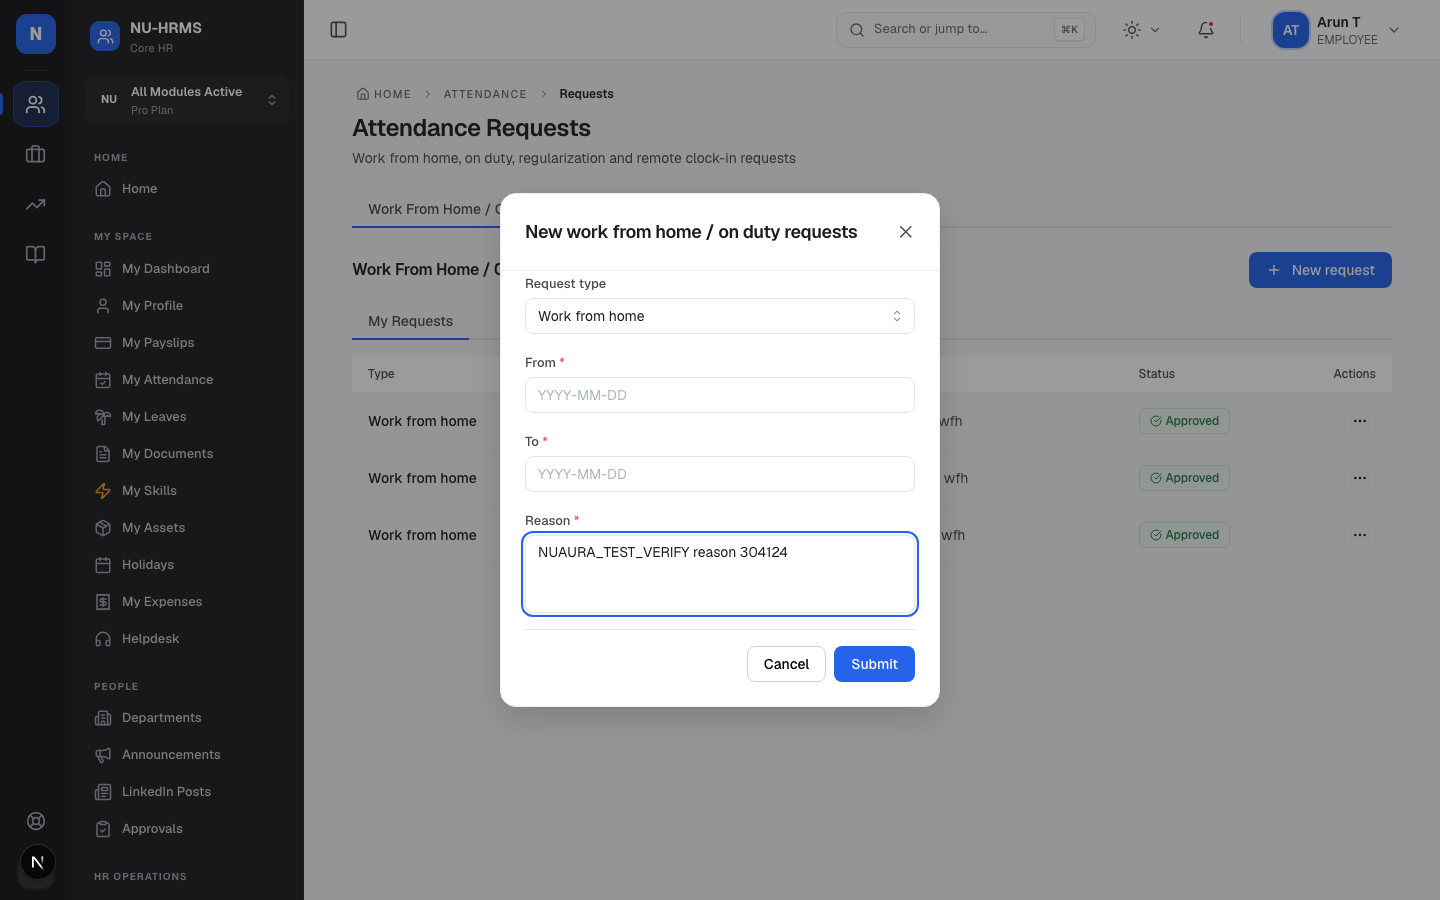 N
NU-HRMS
Core HR
NU
All Modules Active
Pro Plan
HOME
Home
MY SPACE
My Dashboard
My Profile
My Payslips
My Attendance
My Leaves
My Documents
My Skills
My Assets
Holidays
My Expenses
Helpdesk
PEOPLE
Departments
Announcements
LinkedIn Posts
Approvals
HR OPERATIONS
N
Search or jump to...
⌘K
AT
Arun T
EMPLOYEE
HOME
ATTENDANCE
Requests
Attendance Requests
Work from home, on duty, regularization and remote clock-in requests
Work From Home /
Work From Home /
New request
My Requests
Type
Status
Actions
Work from home
wfh
Approved
Work from home
wfh
Approved
Work from home
wfh
Approved
New work from home / on duty requests
Request type
Work from home
From *
YYYY-MM-DD
To *
YYYY-MM-DD
Reason *
NUAURA_TEST_VERIFY reason 304124
Cancel
Submit